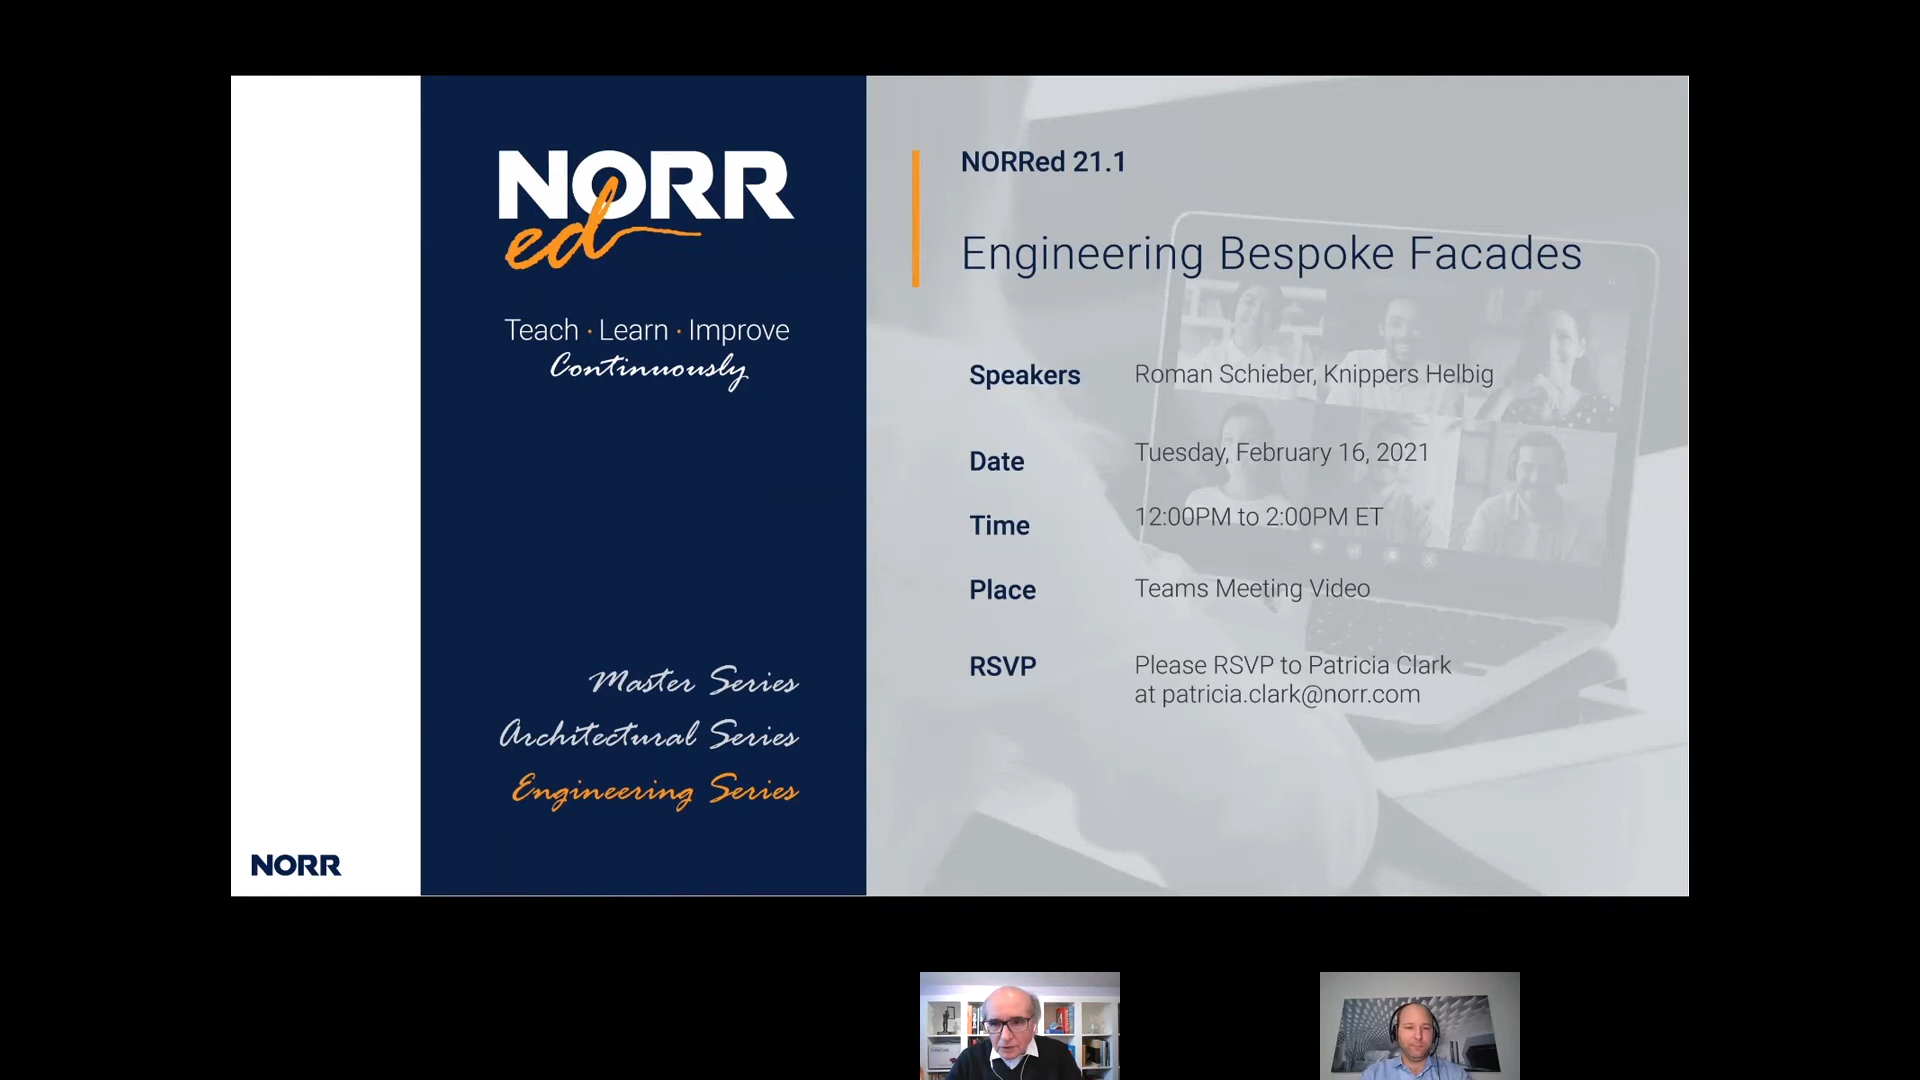 NORR
ed
Teach · Learn · Improve
Continuously
Master Series
Architectural Series
Engineering Series
NORR
NORRed 21.1
Engineering Bespoke Facades
Speakers Roman Schieber, Knippers Helbig
Date Tuesday, February 16, 2021
Time 12:00PM to 2:00PM ET
Place Teams Meeting Video
RSVP Please RSVP to Patricia Clark
at patricia.clark@norr.com